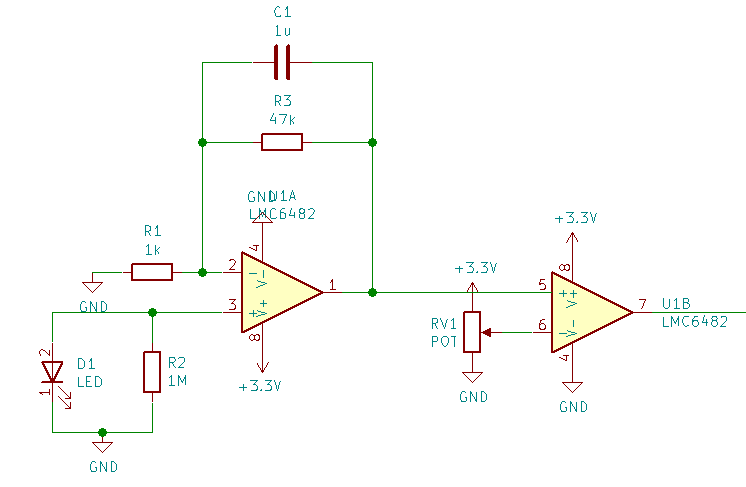 C1
1u
R3
47k
GND
U1A
LMC6482
4
R1
1k
2
-
V-
1
GND
3
+
V+
8
+3.3V
2
D1
LED
1
R2
1M
GND
+3.3V
+3.3V
8
5
+
V+
RV1
POT
6
-
V-
7
U1B
LMC6482
4
GND
GND